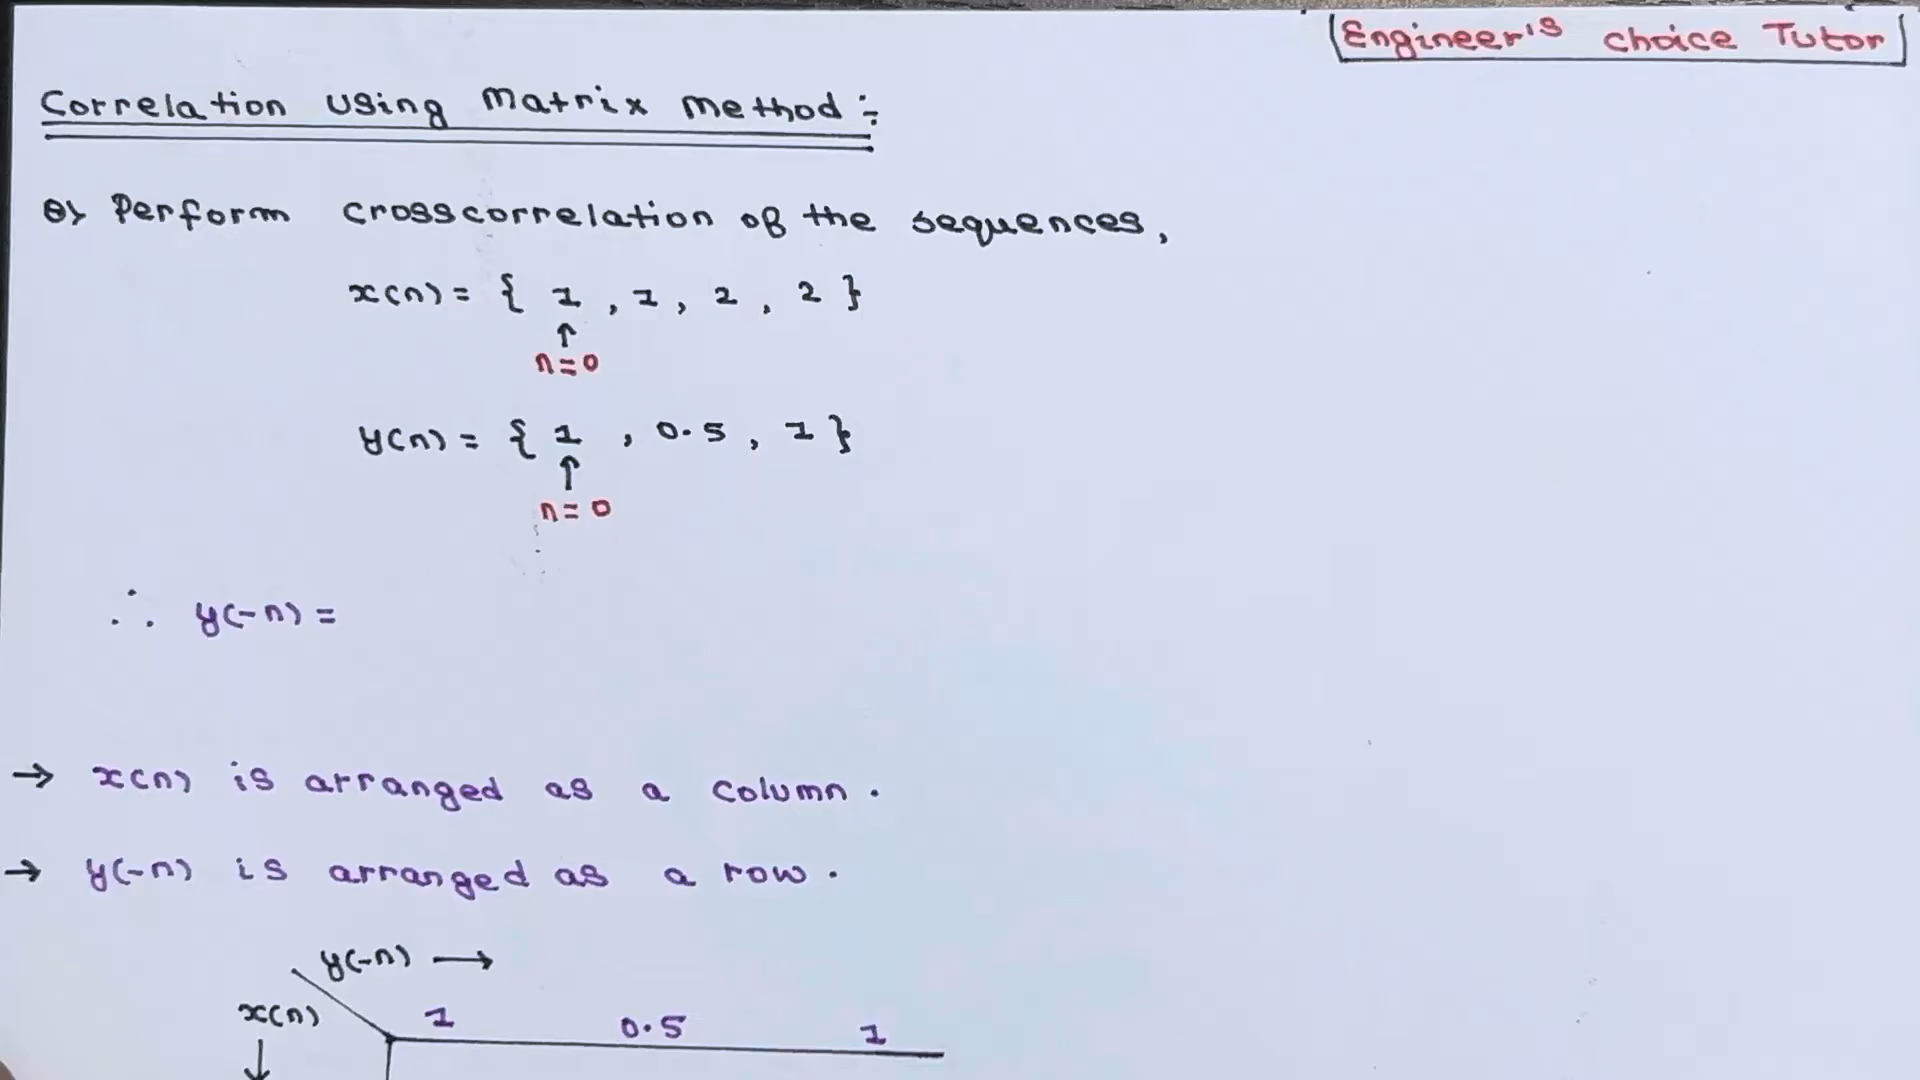 Engineer's choice Tutor
Correlation using Matrix method :-
Q> Perform crosscorrelation of the sequences,
x(n) = { 1 , 1 , 2 , 2 }
↑
n=0
y(n) = { 1 , 0.5 , 1 }
↑
n=0
∴ y(-n) =
→ x(n) is arranged as a column.
→ y(-n) is arranged as a row.
y(-n) →
x(n) 1 0.5 1
↓